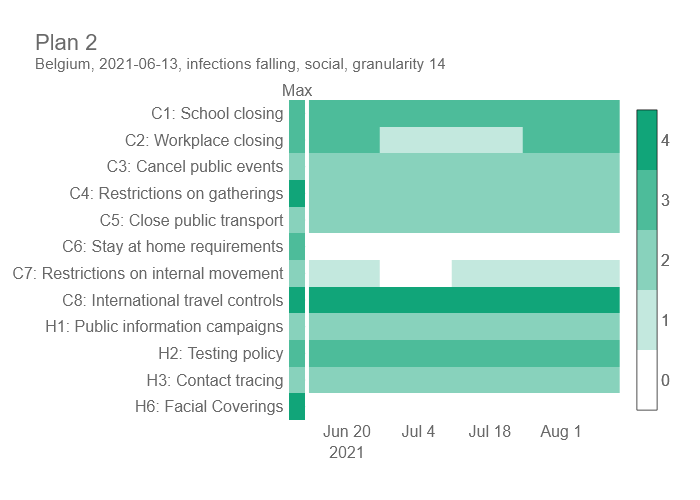 Plan 2
Belgium, 2021-06-13, infections falling, social, granularity 14
Max
C1: School closing
C2: Workplace closing
C3: Cancel public events
C4: Restrictions on gatherings
C5: Close public transport
C6: Stay at home requirements
C7: Restrictions on internal movement
C8: International travel controls
H1: Public information campaigns
H2: Testing policy
H3: Contact tracing
H6: Facial Coverings
Jun 20 Jul 4 Jul 18 Aug 1
2021
4
3
2
1
0